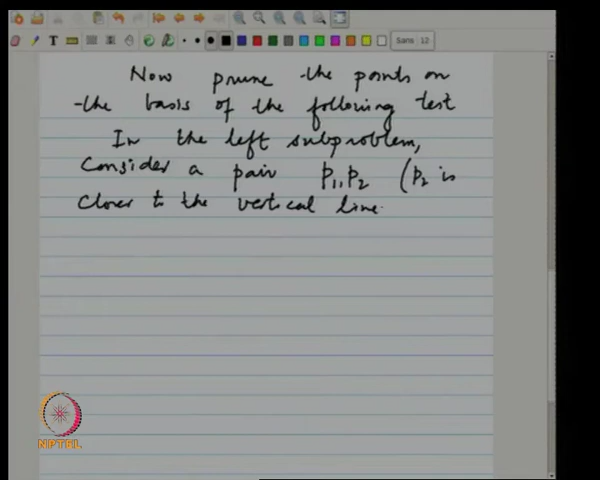 Sans 12
Now prune the points on
the basis of the following test
In the left subproblem,
Consider a pair p1, p2 (p2 is
closer to the vertical line.
NPTEL